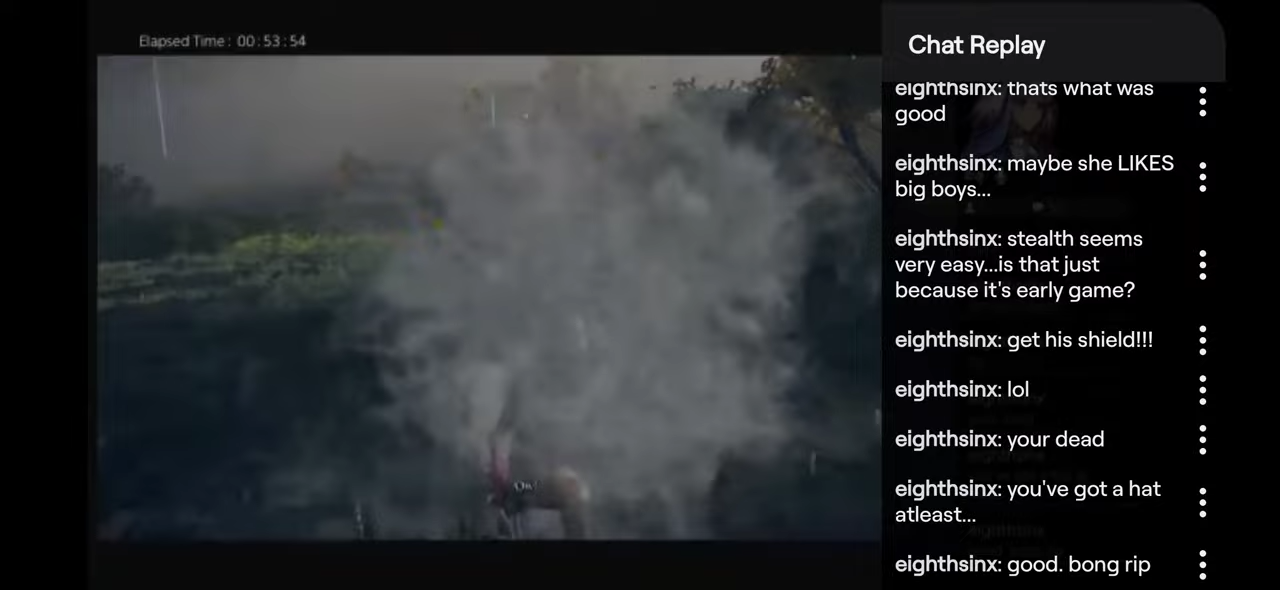 Elapsed Time : 00:53:54
Chat Replay
eighthsinx: thats what was
good
eighthsinx: maybe she LIKES
big boys...
eighthsinx: stealth seems
very easy...is that just
because it's early game?
eighthsinx: get his shield!!!
eighthsinx: lol
eighthsinx: your dead
eighthsinx: you've got a hat
atleast...
eighthsinx: good. bong rip
Ow!